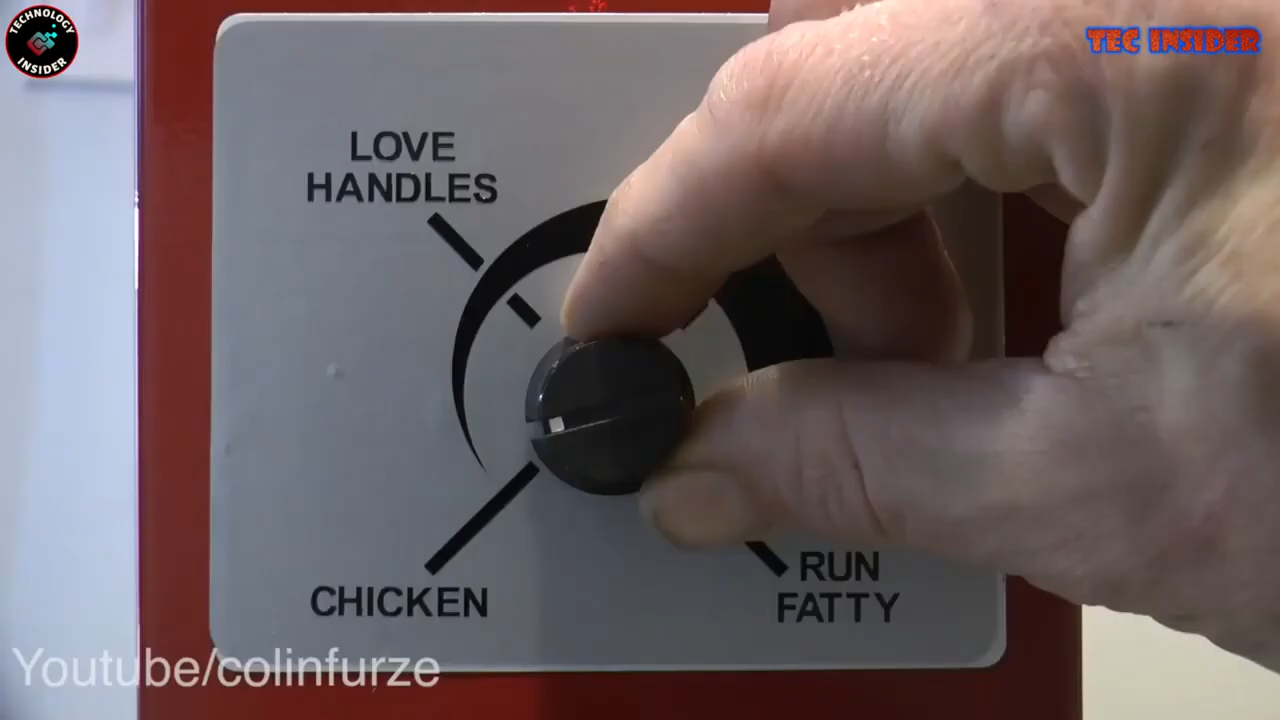 TECHNOLOGY
INSIDER
TEC INSIDER
LOVE
HANDLES
CHICKEN
RUN
FATTY
Youtube/colinfurze